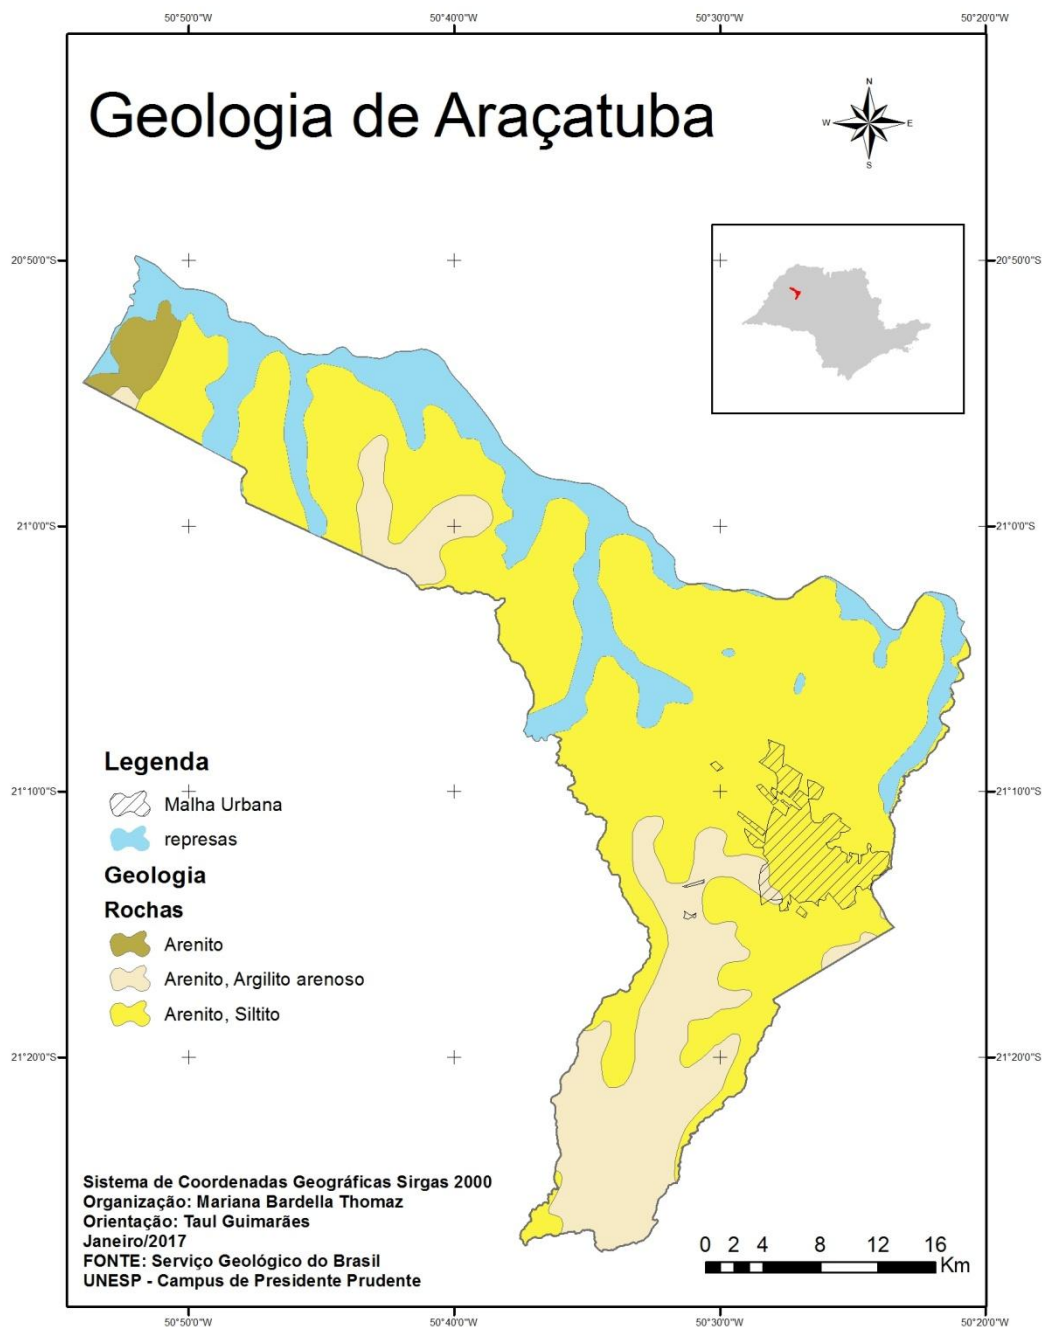 50°50'0"W 50°40'0"W 50°30'0"W 50°20'0"W
Geologia de Araçatuba
N
W E
S
20°50'0"S 20°50'0"S
21°0'0"S 21°0'0"S
Legenda
Malha Urbana
represas
Geologia
Rochas
Arenito
Arenito, Argilito arenoso
Arenito, Siltito
21°10'0"S 21°10'0"S
21°20'0"S 21°20'0"S
Sistema de Coordenadas Geográficas Sirgas 2000
Organização: Mariana Bardella Thomaz
Orientação: Taul Guimarães
Janeiro/2017
FONTE: Serviço Geológico do Brasil
UNESP - Campus de Presidente Prudente
0 2 4 8 12 16
Km
50°50'0"W 50°40'0"W 50°30'0"W 50°20'0"W